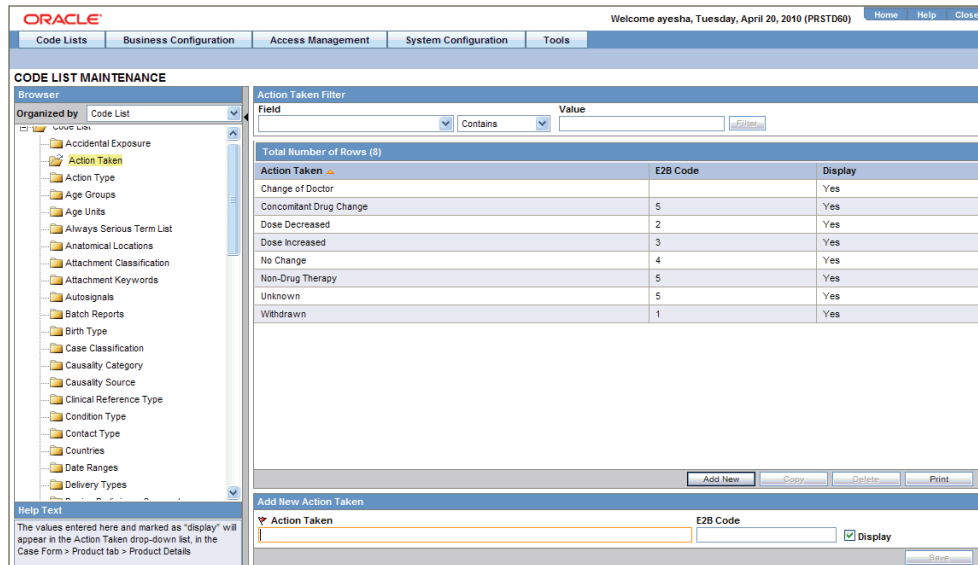 ORACLE
Welcome ayesha, Tuesday, April 20, 2010 (PRSTD60)
Home Help Close
Code Lists Business Configuration Access Management System Configuration Tools
CODE LIST MAINTENANCE
Browser
Organized by Code List
Code List
Accidental Exposure
Action Taken
Action Type
Age Groups
Age Units
Always Serious Term List
Anatomical Locations
Attachment Classification
Attachment Keywords
Autosignals
Batch Reports
Birth Type
Case Classification
Causality Category
Causality Source
Clinical Reference Type
Condition Type
Contact Type
Countries
Date Ranges
Delivery Types
Help Text
The values entered here and marked as "display" will
appear in the Action Taken drop-down list, in the
Case Form > Product tab > Product Details
Action Taken Filter
Field Value
Contains Filter
Total Number of Rows (8)
Action Taken E2B Code Display
Change of Doctor Yes
Concomitant Drug Change 5 Yes
Dose Decreased 2 Yes
Dose Increased 3 Yes
No Change 4 Yes
Non-Drug Therapy 5 Yes
Unknown 5 Yes
Withdrawn 1 Yes
Add New Copy Delete Print
Add New Action Taken
Action Taken E2B Code
Display
Save